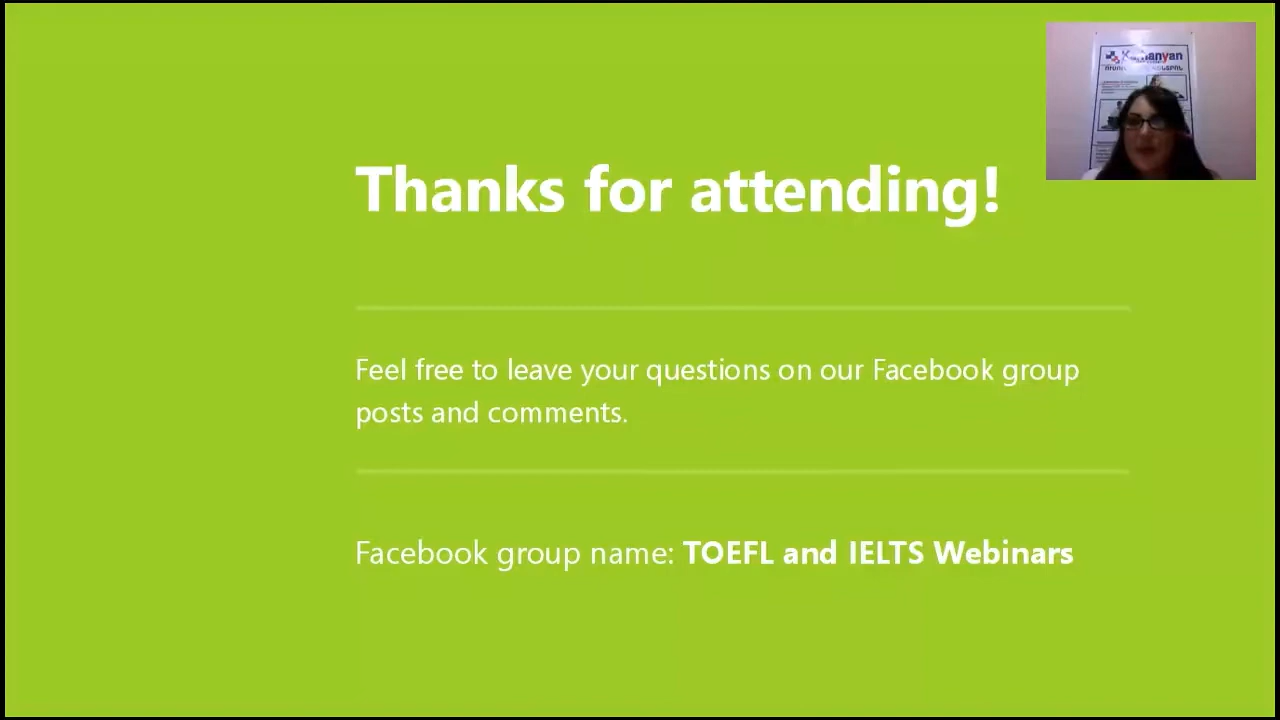 Thanks for attending!
Feel free to leave your questions on our Facebook group
posts and comments.
Facebook group name: TOEFL and IELTS Webinars